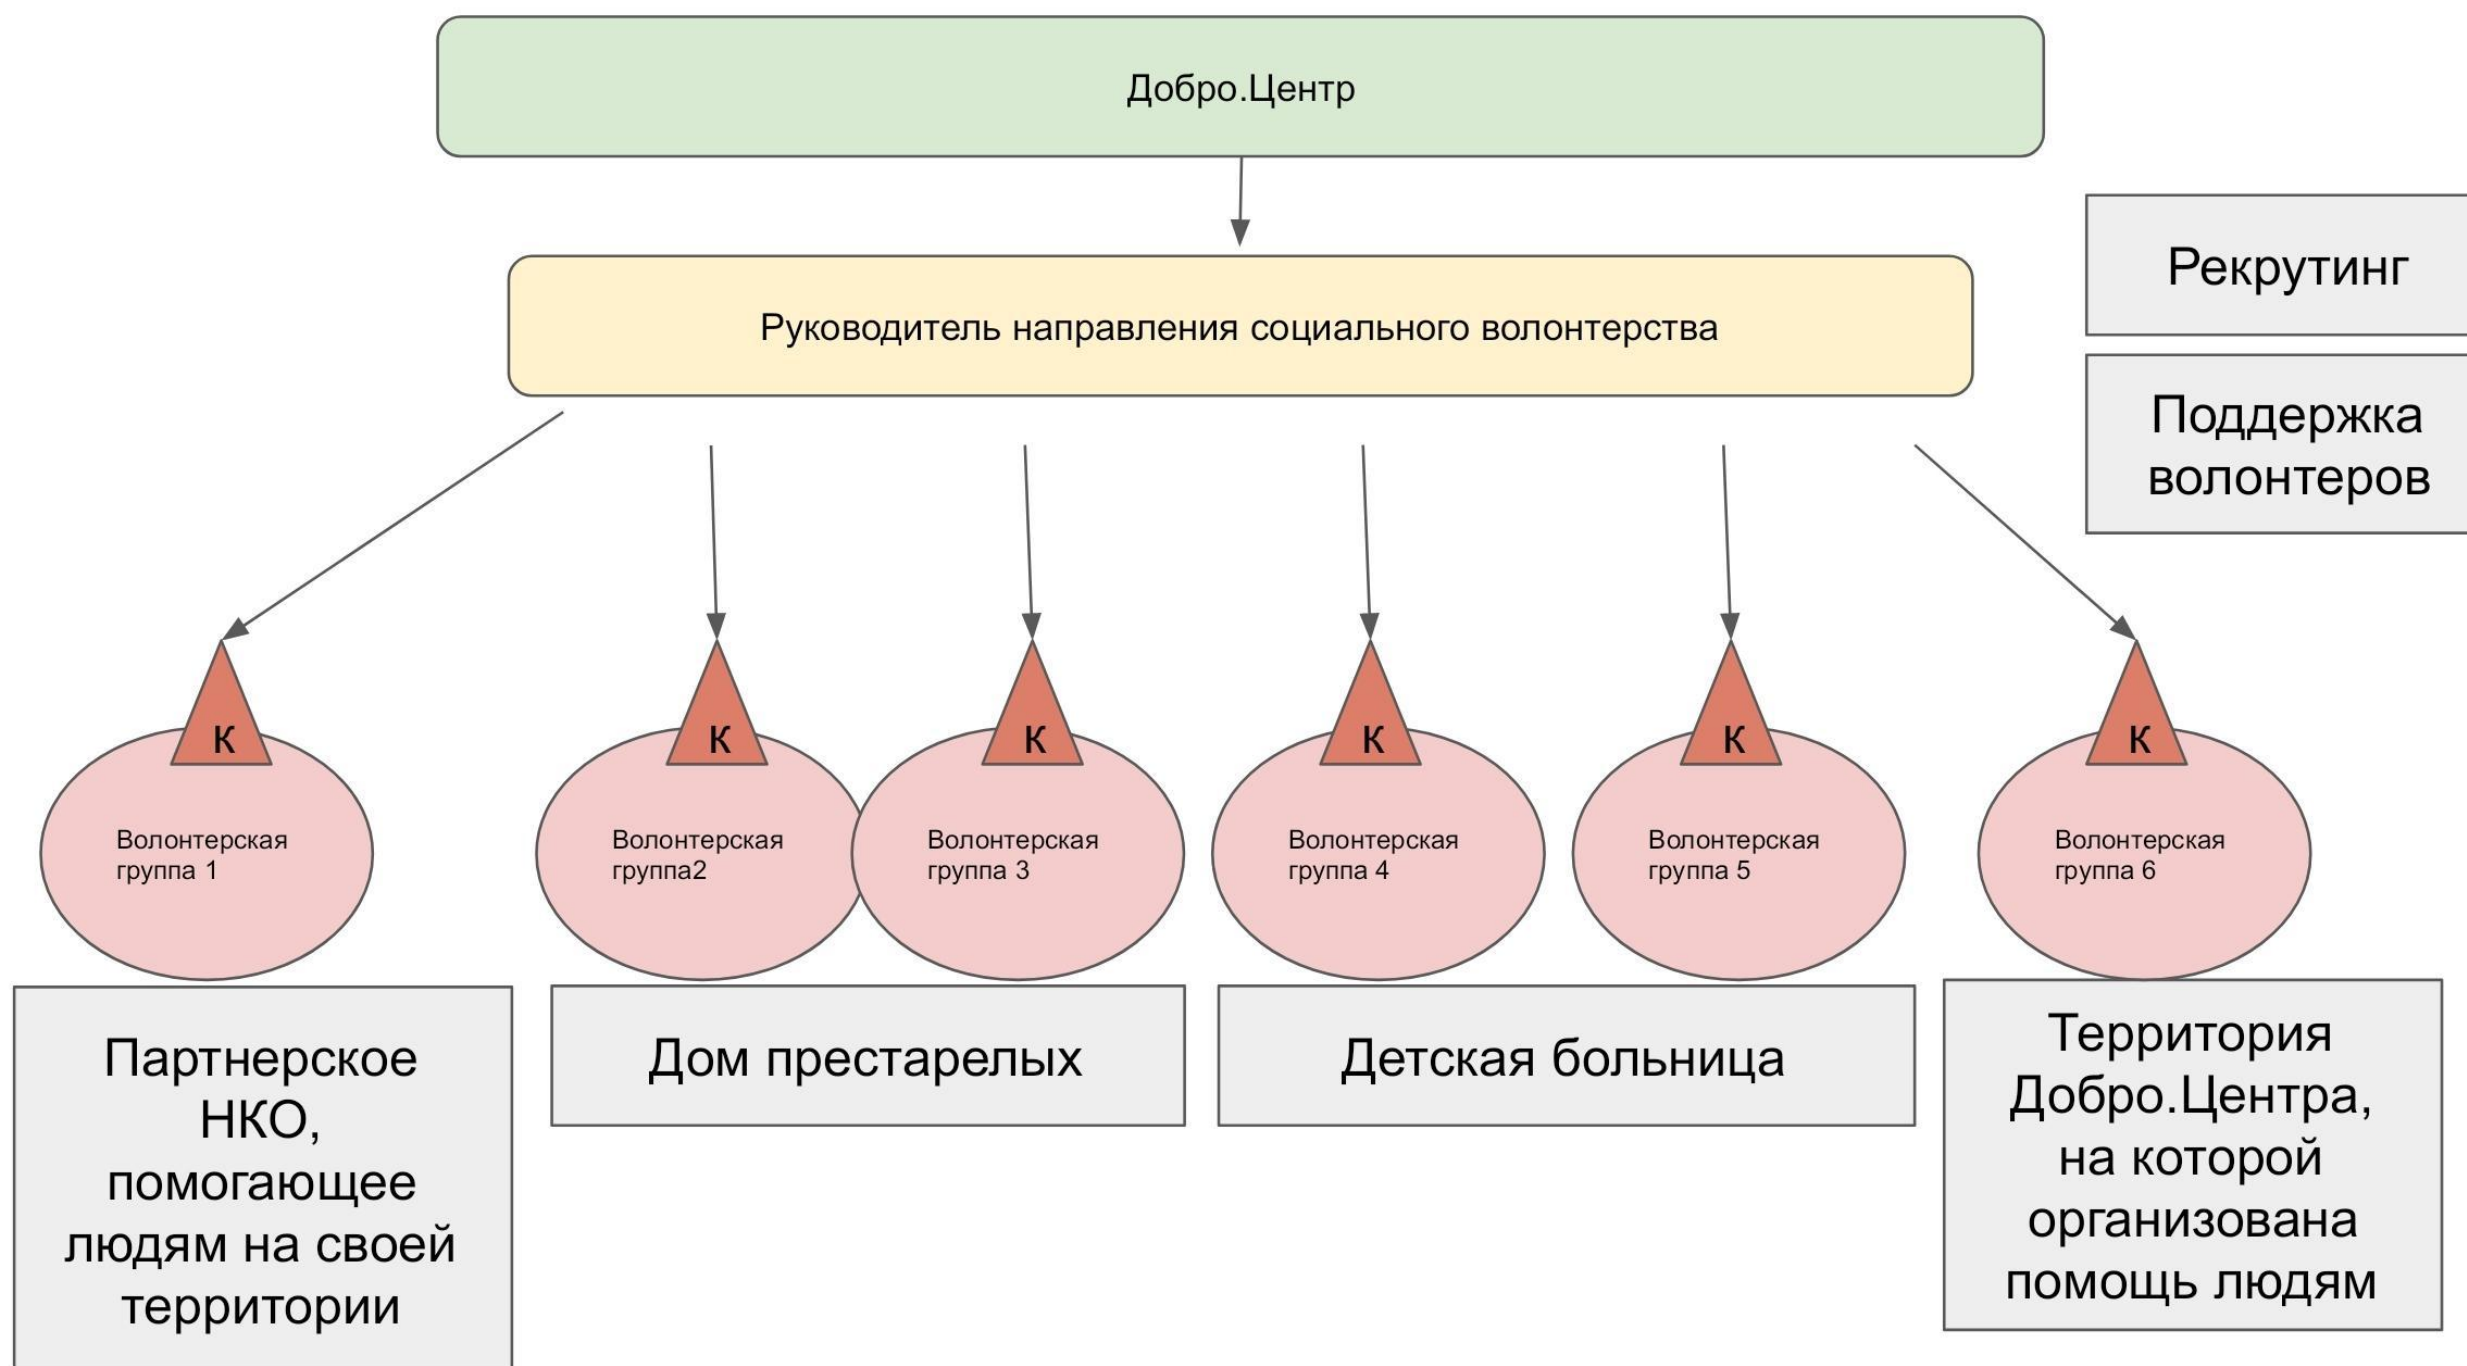 Добро.Центр
Рекрутинг
Руководитель направления социального волонтерства
Поддержка
волонтеров
К
К
К
К
К
К
Волонтерская
группа 1
Волонтерская
группа2
Волонтерская
группа 3
Волонтерская
группа 4
Волонтерская
группа 5
Волонтерская
группа 6
Партнерское
НКО,
помогающее
людям на своей
территории
Дом престарелых
Детская больница
Территория
Добро.Центра,
на которой
организована
помощь людям